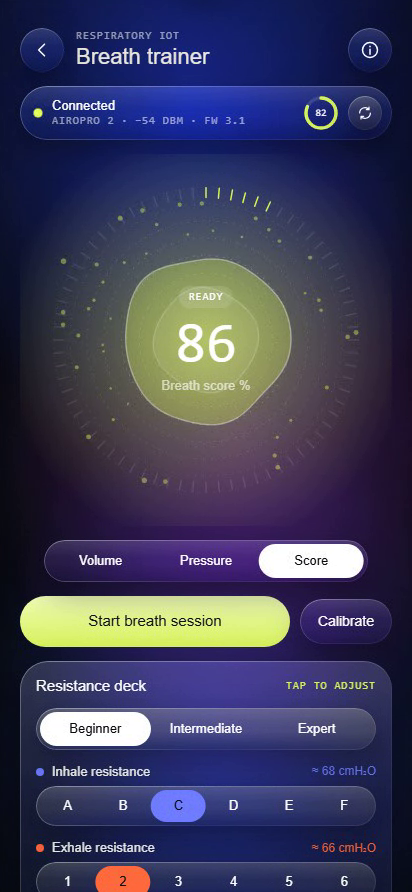 RESPIRATORY IOT
Breath trainer
Connected
AIROPRO 2 · −54 DBM · FW 3.1
82
READY
86
Breath score %
Volume Pressure Score
Start breath session Calibrate
Resistance deck TAP TO ADJUST
Beginner Intermediate Expert
Inhale resistance ≈ 68 cmH₂O
A B C D E F
Exhale resistance ≈ 66 cmH₂O
1 2 3 4 5 6